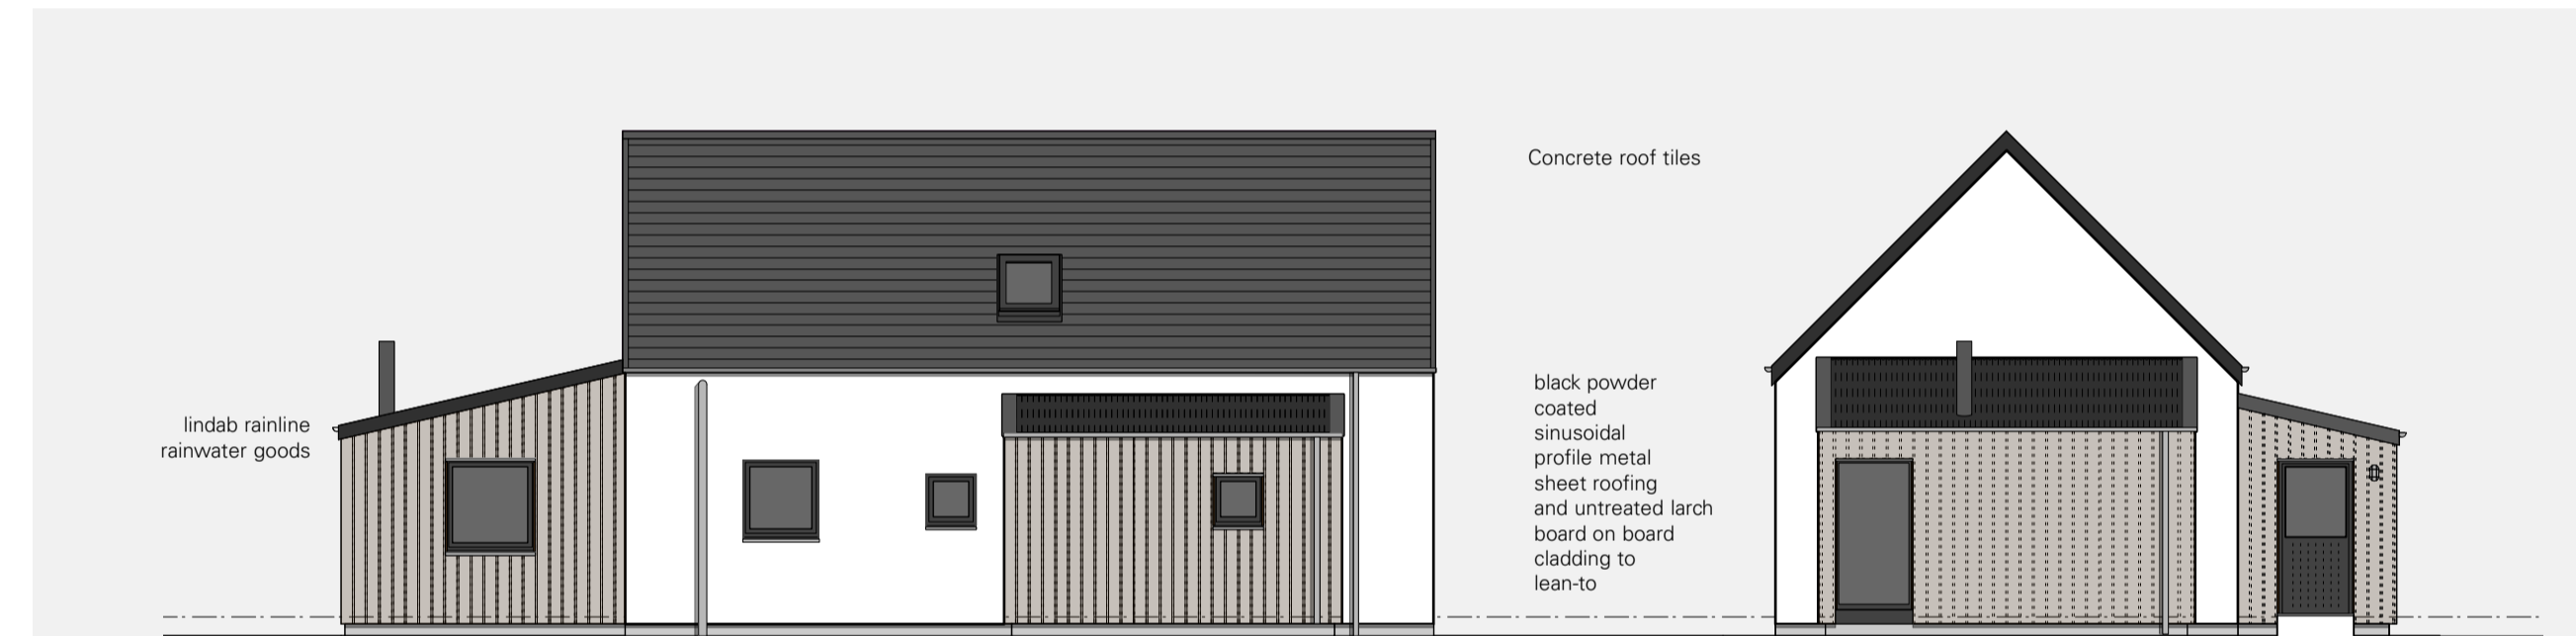 lindab rainline
rainwater goods
Concrete roof tiles
black powder
coated
sinusoidal
profile metal
sheet roofing
and untreated larch
board on board
cladding to
lean-to